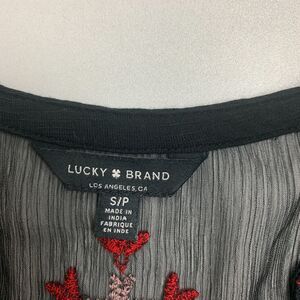 LUCKY BRAND
LOS ANGELES, CA
S/P
MADE IN
INDIA
FABRIQUE
EN INDE